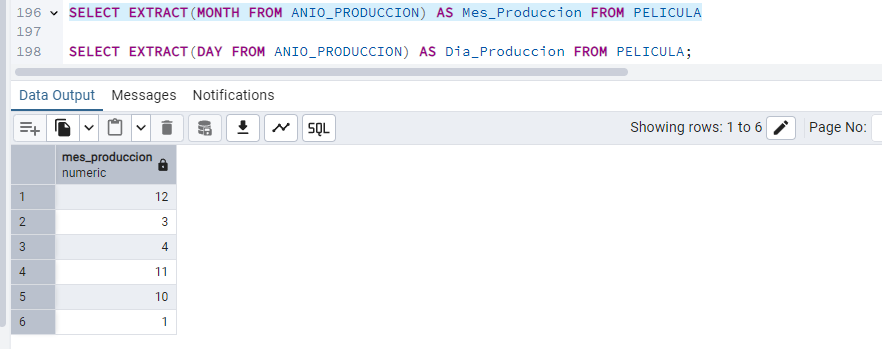 196 SELECT EXTRACT(MONTH FROM ANIO_PRODUCCION) AS Mes_Produccion FROM PELICULA
197
198 SELECT EXTRACT(DAY FROM ANIO_PRODUCCION) AS Dia_Produccion FROM PELICULA;
Data Output Messages Notifications
SQL Showing rows: 1 to 6 Page No:
mes_produccion
numeric
1 12
2 3
3 4
4 11
5 10
6 1